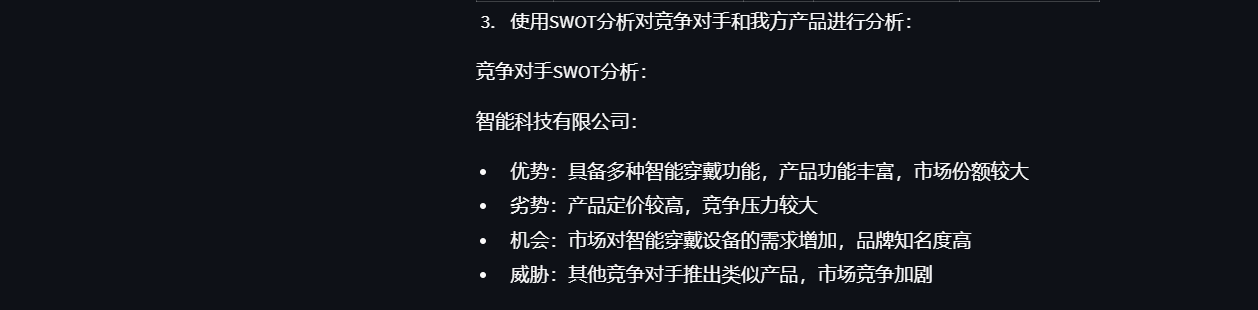 3. 使用SWOT分析对竞争对手和我方产品进行分析：
竞争对手SWOT分析：
智能科技有限公司：
• 优势：具备多种智能穿戴功能，产品功能丰富，市场份额较大
• 劣势：产品定价较高，竞争压力较大
• 机会：市场对智能穿戴设备的需求增加，品牌知名度高
• 威胁：其他竞争对手推出类似产品，市场竞争加剧